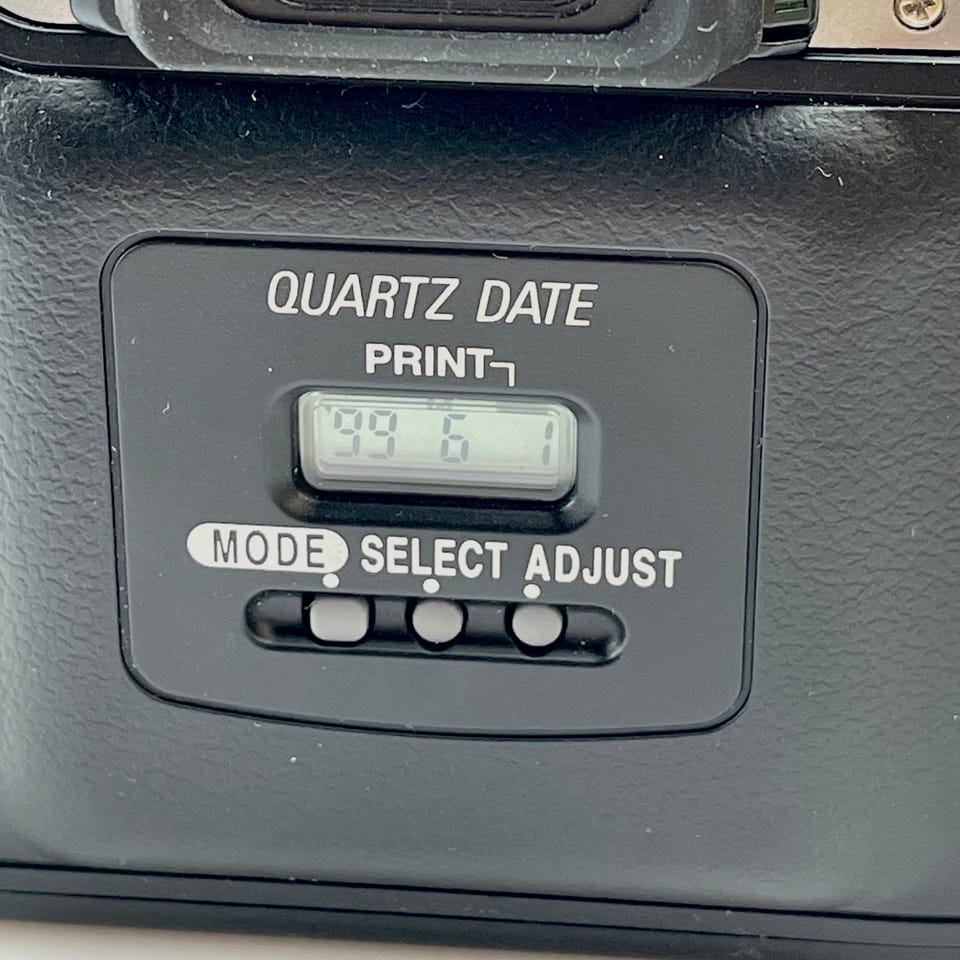 QUARTZ DATE
PRINT
'99 6 1
MODE SELECT ADJUST